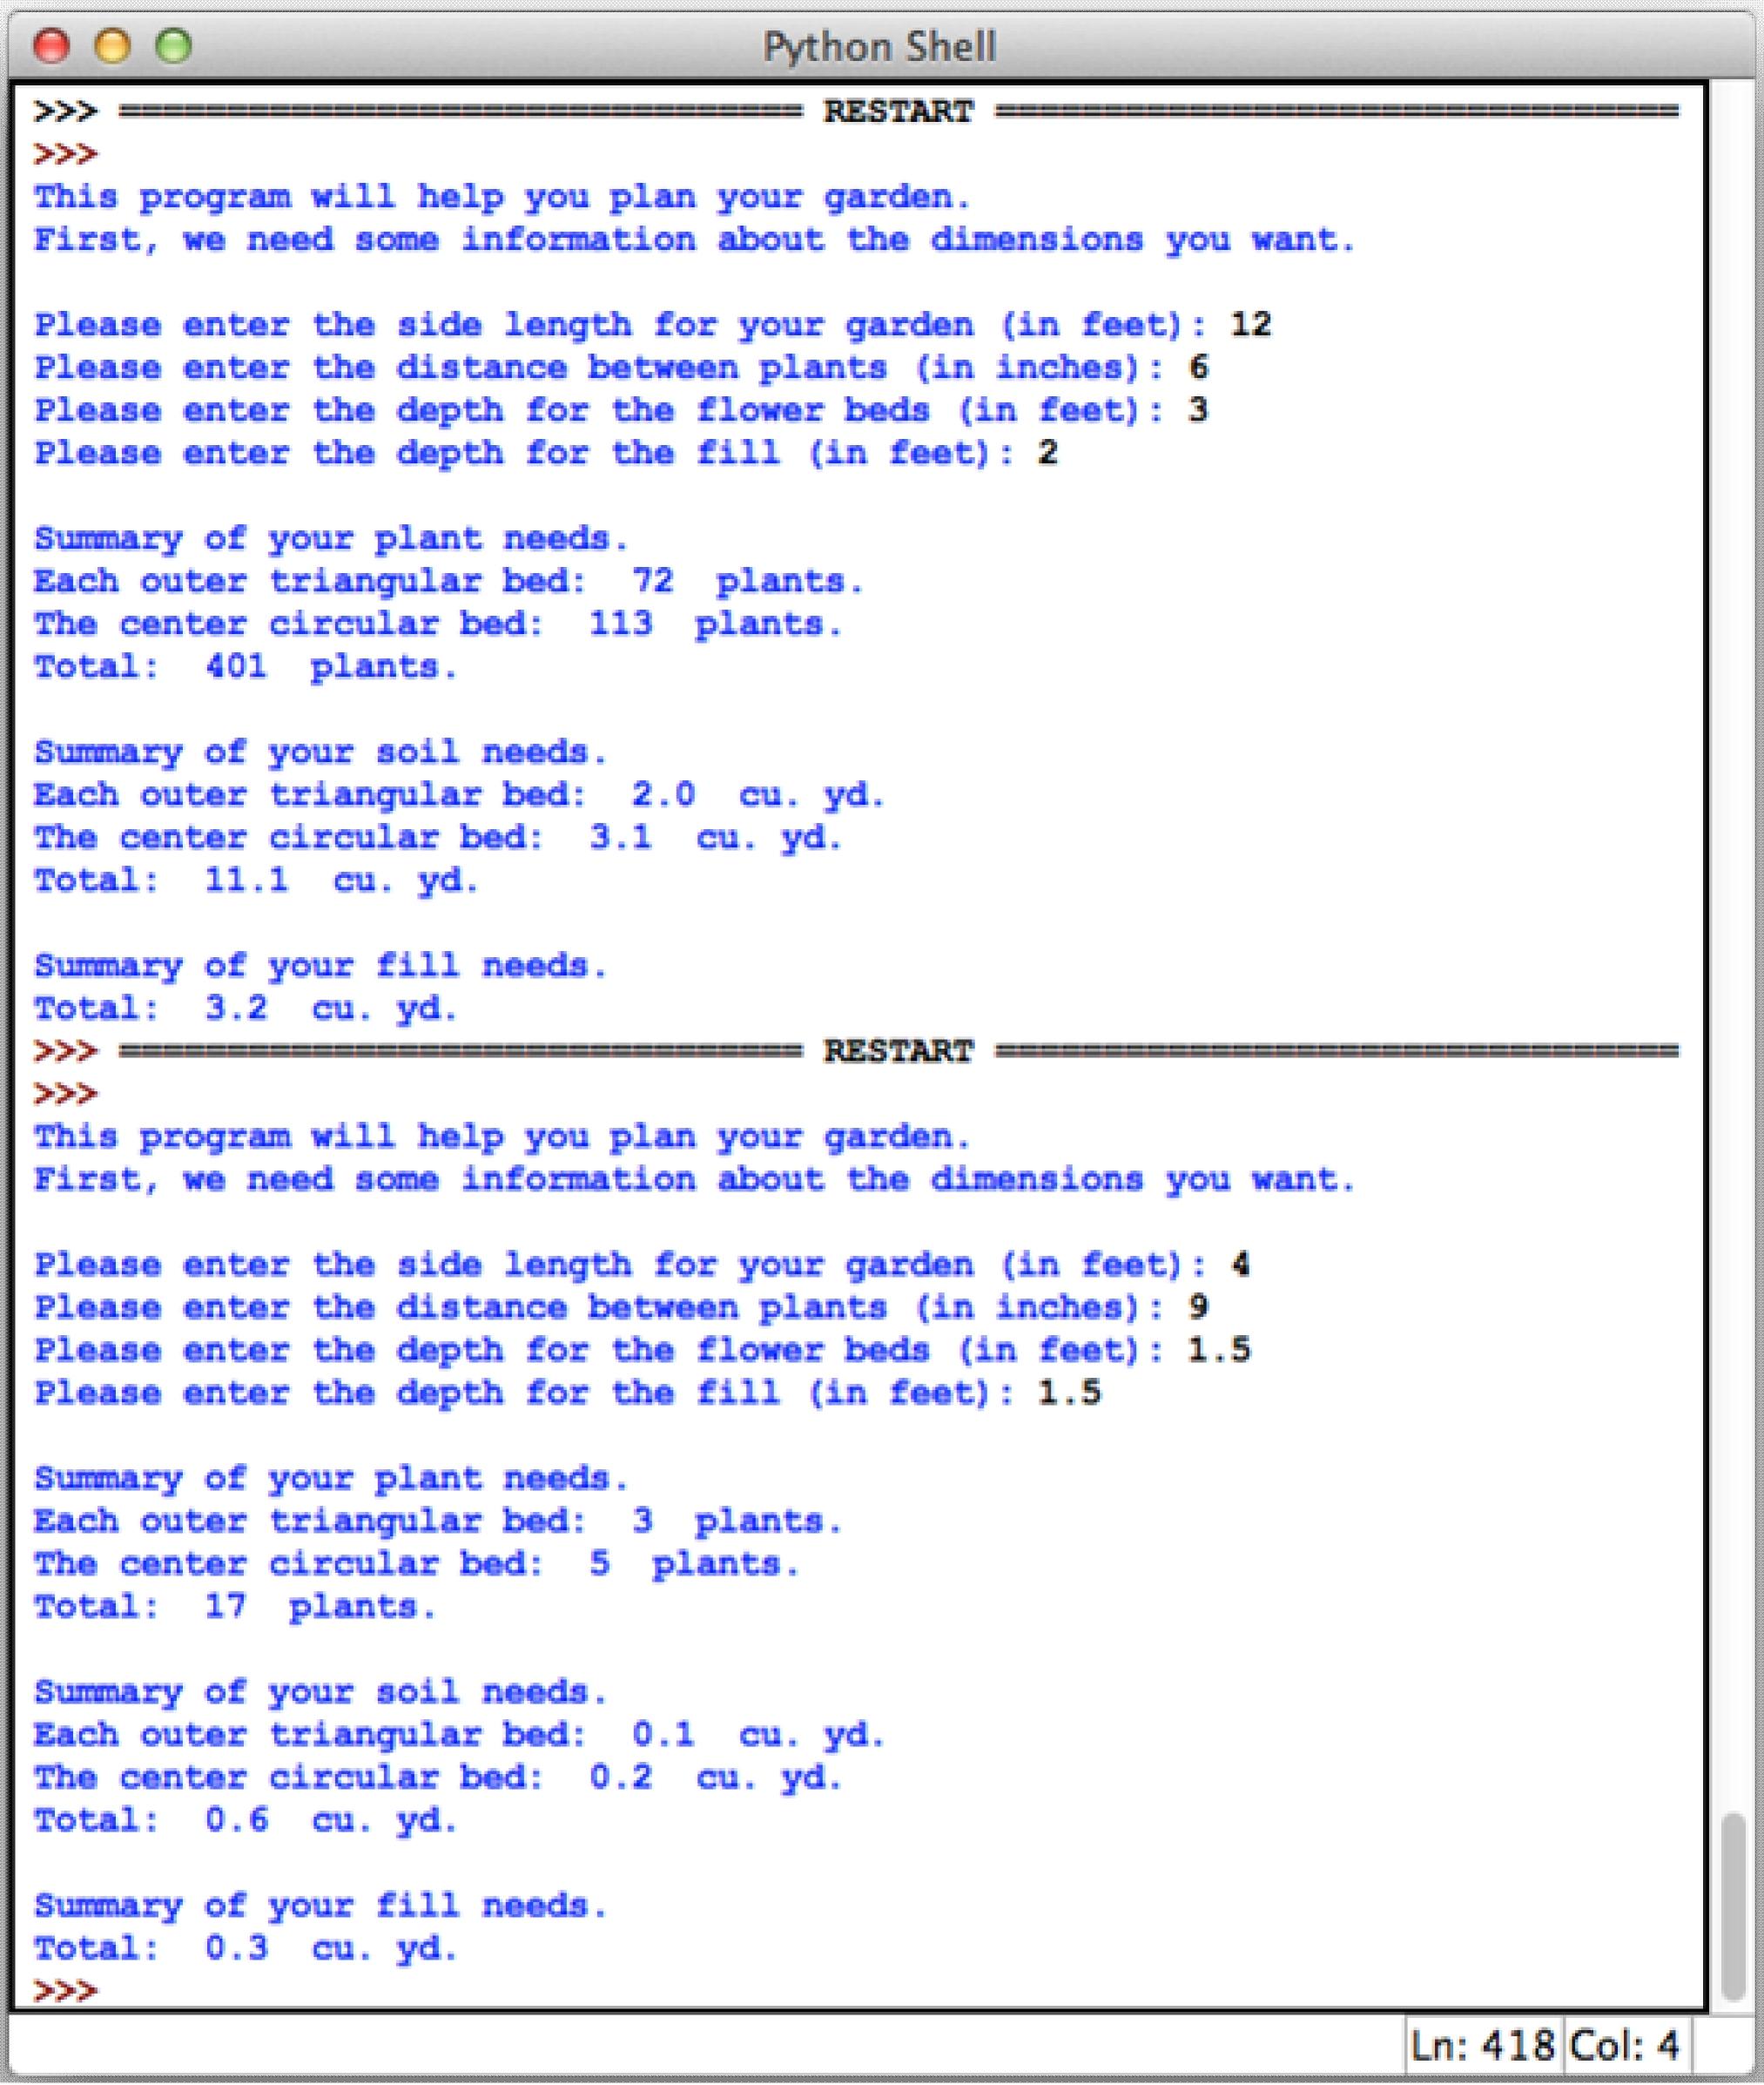 Python Shell
>>> ================================ RESTART ================================
>>>
This program will help you plan your garden.
First, we need some information about the dimensions you want.
Please enter the side length for your garden (in feet): 12
Please enter the distance between plants (in inches): 6
Please enter the depth for the flower beds (in feet): 3
Please enter the depth for the fill (in feet): 2
Summary of your plant needs.
Each outer triangular bed:  72  plants.
The center circular bed:  113  plants.
Total:  401  plants.
Summary of your soil needs.
Each outer triangular bed:  2.0  cu. yd.
The center circular bed:  3.1  cu. yd.
Total:  11.1  cu. yd.
Summary of your fill needs.
Total:  3.2  cu. yd.
>>> ================================ RESTART ================================
>>>
This program will help you plan your garden.
First, we need some information about the dimensions you want.
Please enter the side length for your garden (in feet): 4
Please enter the distance between plants (in inches): 9
Please enter the depth for the flower beds (in feet): 1.5
Please enter the depth for the fill (in feet): 1.5
Summary of your plant needs.
Each outer triangular bed:  3  plants.
The center circular bed:  5  plants.
Total:  17  plants.
Summary of your soil needs.
Each outer triangular bed:  0.1  cu. yd.
The center circular bed:  0.2  cu. yd.
Total:  0.6  cu. yd.
Summary of your fill needs.
Total:  0.3  cu. yd.
>>>
Ln: 418 Col: 4